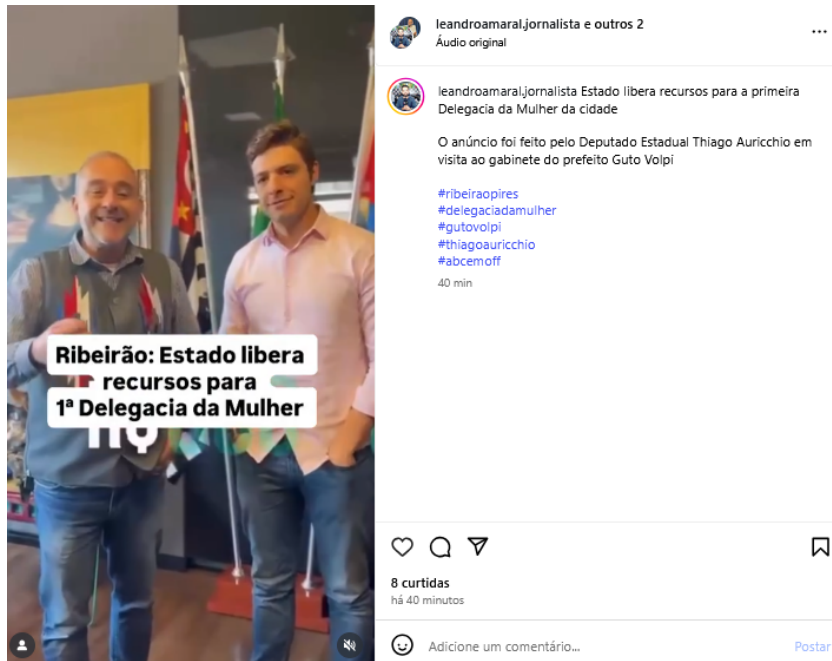 leandroamaral.jornalista e outros 2
Áudio original
leandroamaral.jornalista Estado libera recursos para a primeira
Delegacia da Mulher da cidade
O anúncio foi feito pelo Deputado Estadual Thiago Auricchio em
visita ao gabinete do prefeito Guto Volpi
#ribeiraopires
#delegaciadamulher
#gutovolpi
#thiagoauricchio
#abcemoff
40 min
Ribeirão: Estado libera
recursos para
1ª Delegacia da Mulher
8 curtidas
há 40 minutos
Adicione um comentário...
Postar